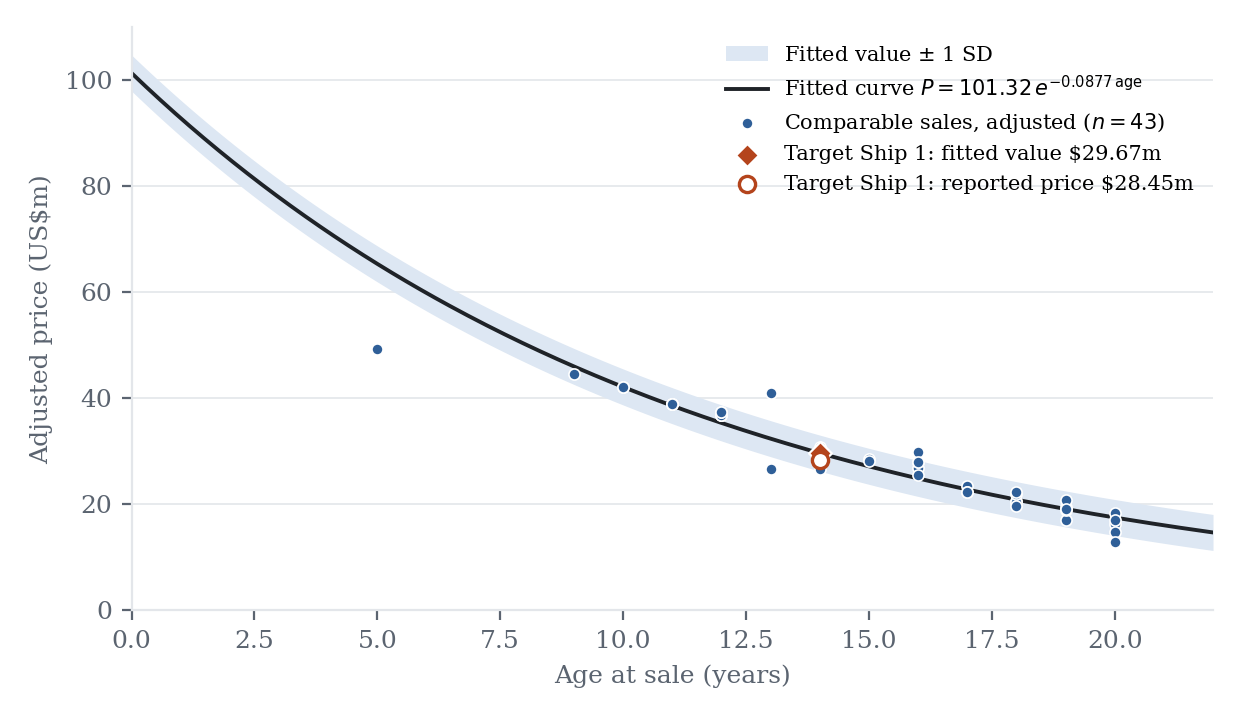 Fitted value ± 1 SD
Fitted curve P = 101.32 e^{−0.0877 age}
Comparable sales, adjusted (n = 43)
Target Ship 1: fitted value $29.67m
Target Ship 1: reported price $28.45m
Adjusted price (US$m)
100
80
60
40
20
0
0.0 2.5 5.0 7.5 10.0 12.5 15.0 17.5 20.0
Age at sale (years)